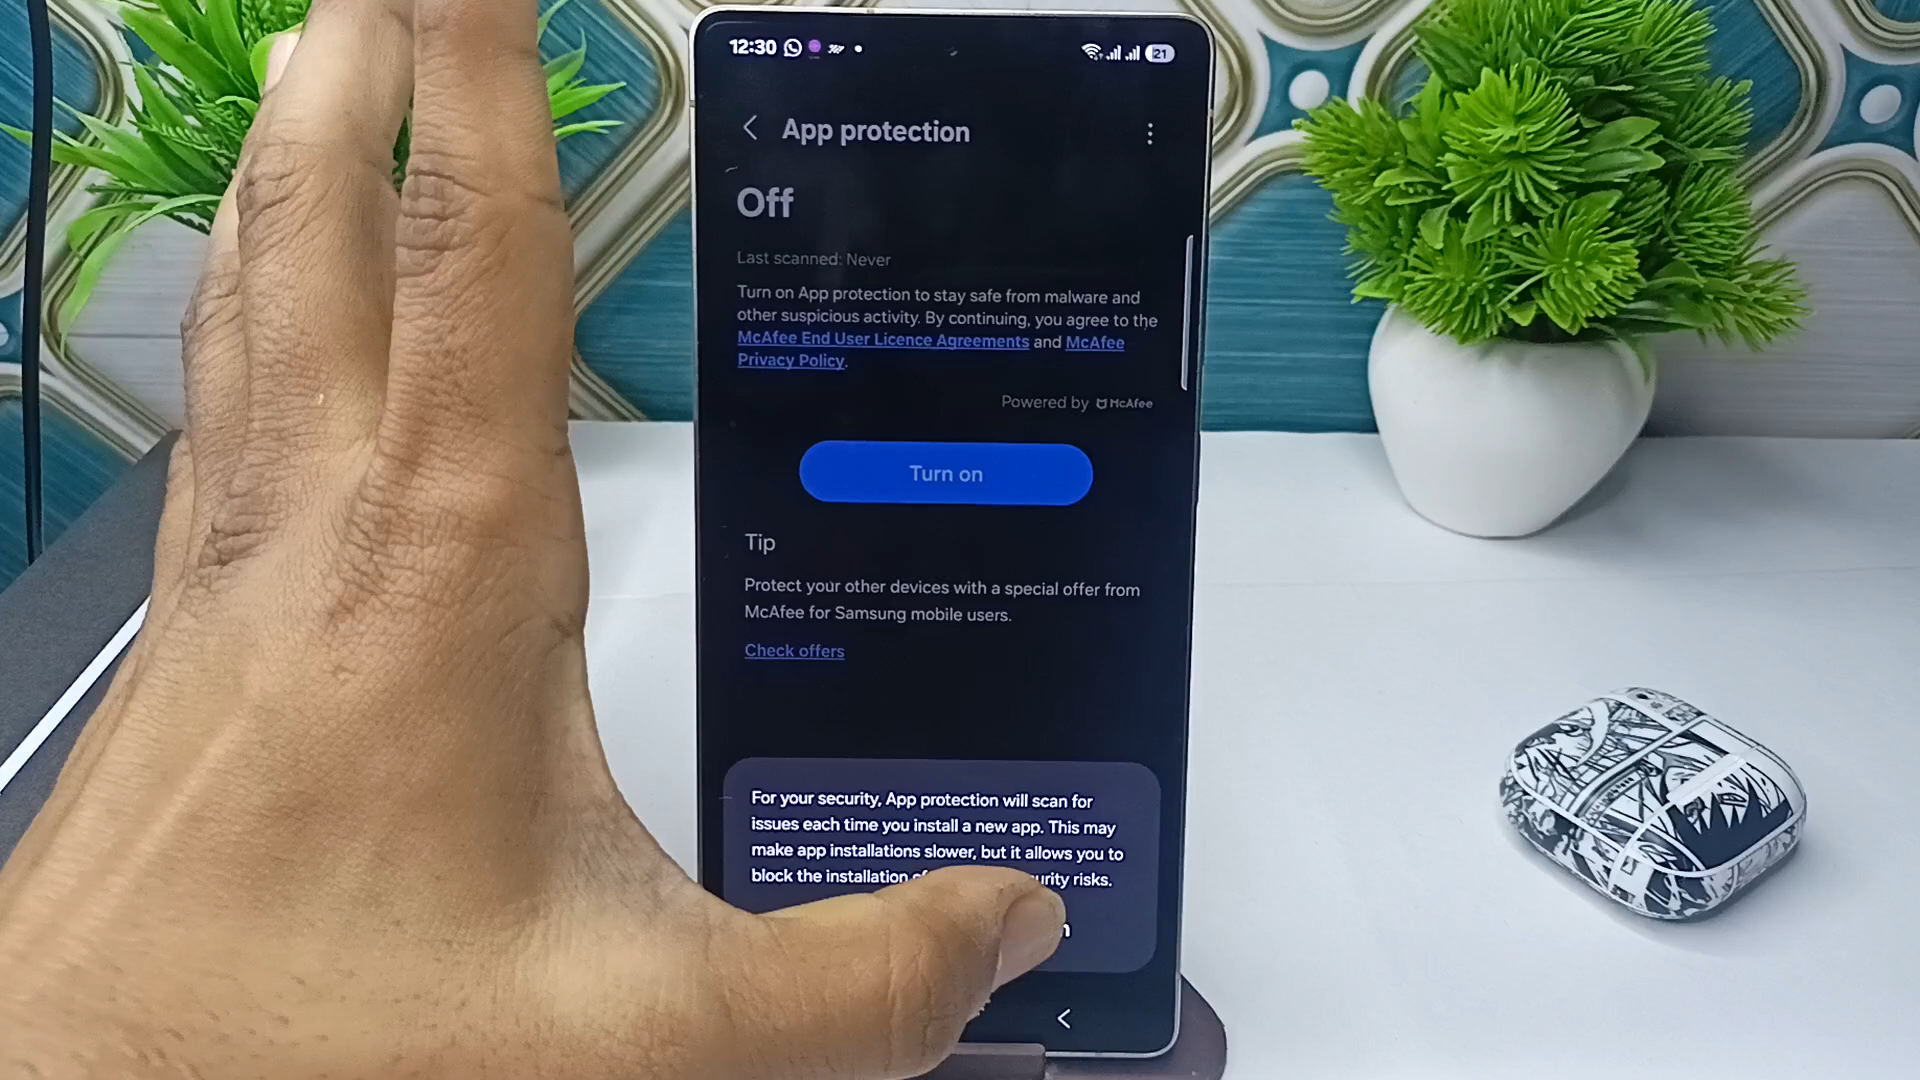 12:30
21
App protection
Off
Last scanned: Never
Turn on App protection to stay safe from malware and
other suspicious activity. By continuing, you agree to the
McAfee End User Licence Agreements and McAfee
Privacy Policy.
Powered by McAfee
Turn on
Tip
Protect your other devices with a special offer from
McAfee for Samsung mobile users.
Check offers
For your security, App protection will scan for
issues each time you install a new app. This may
make app installations slower, but it allows you to
block the installation risks.